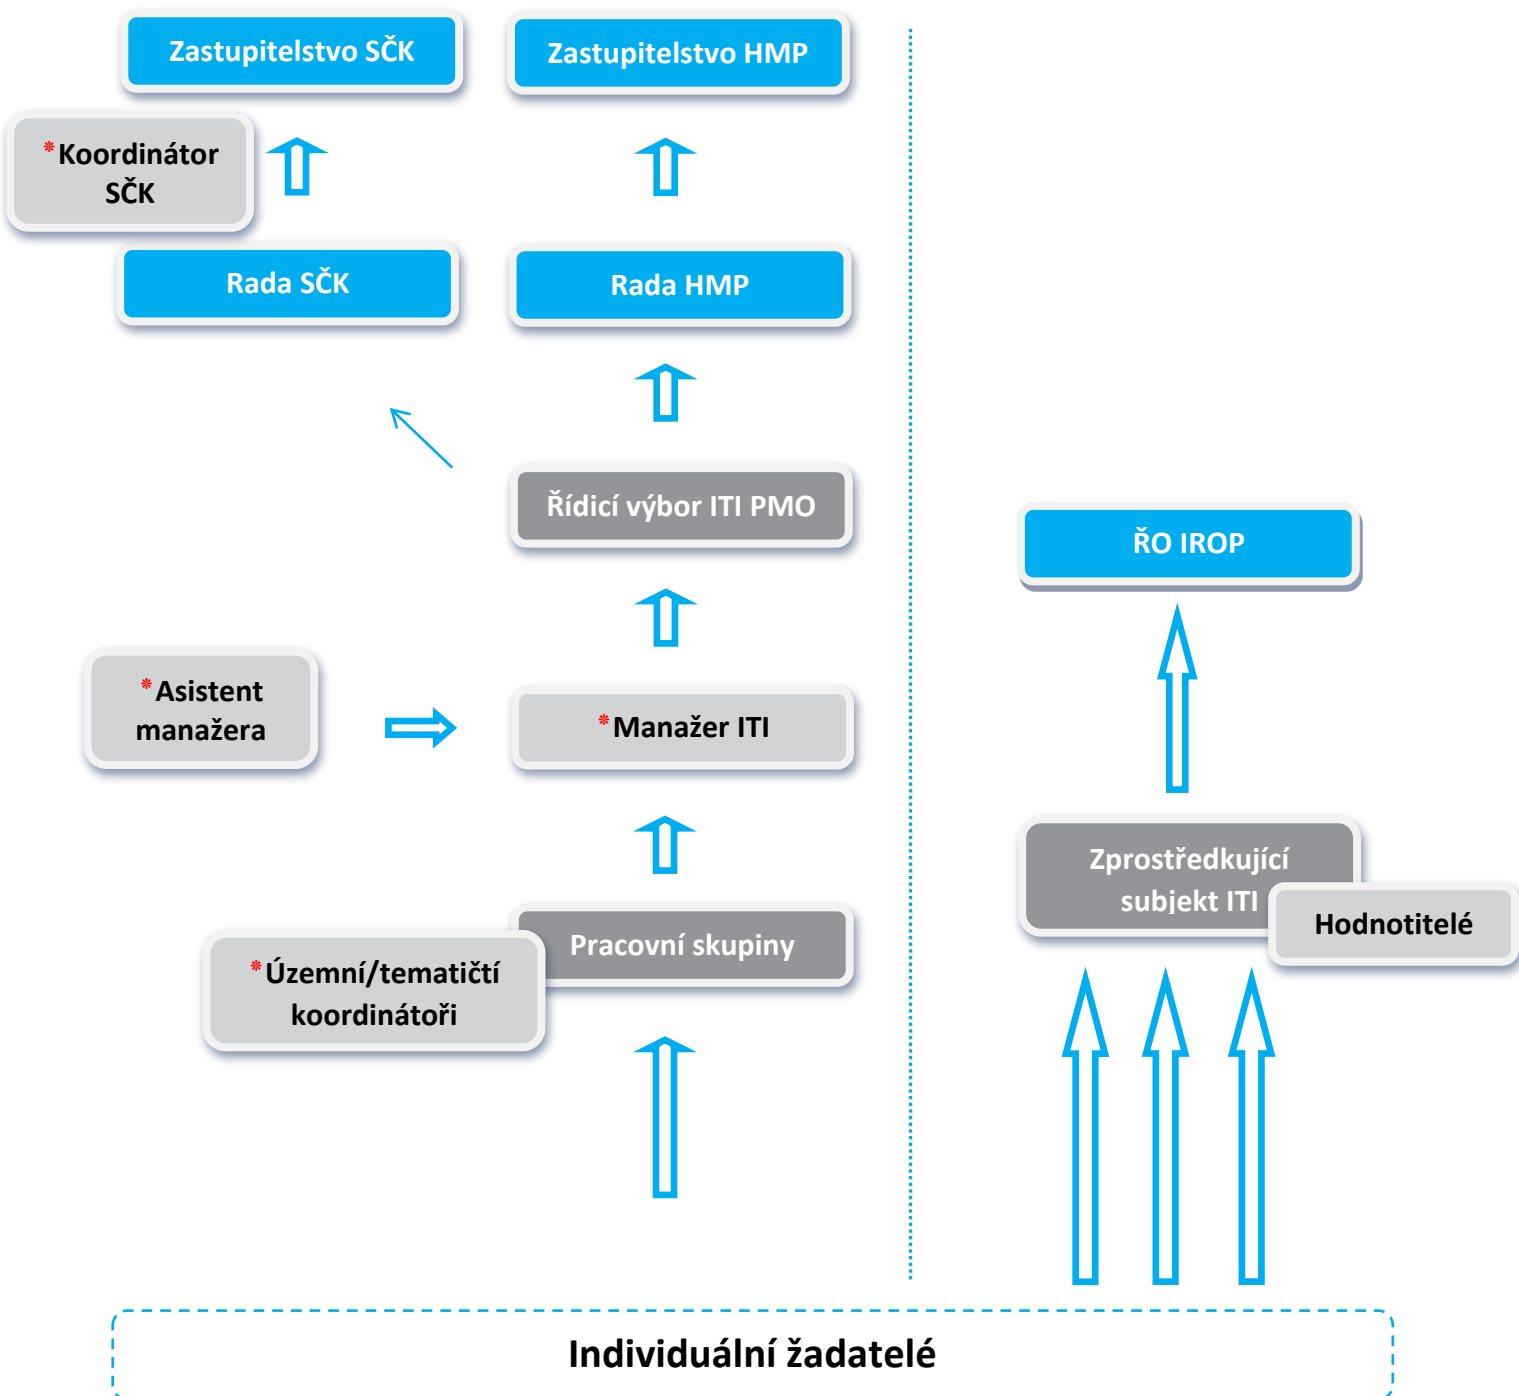 Zastupitelstvo SČK
Zastupitelstvo HMP
*Koordinátor
SČK
Rada SČK
Rada HMP
Řídicí výbor ITI PMO
ŘO IROP
*Asistent
manažera
*Manažer ITI
Zprostředkující
subjekt ITI
Hodnotitelé
Pracovní skupiny
*Územní/tematičtí
koordinátoři
Individuální žadatelé